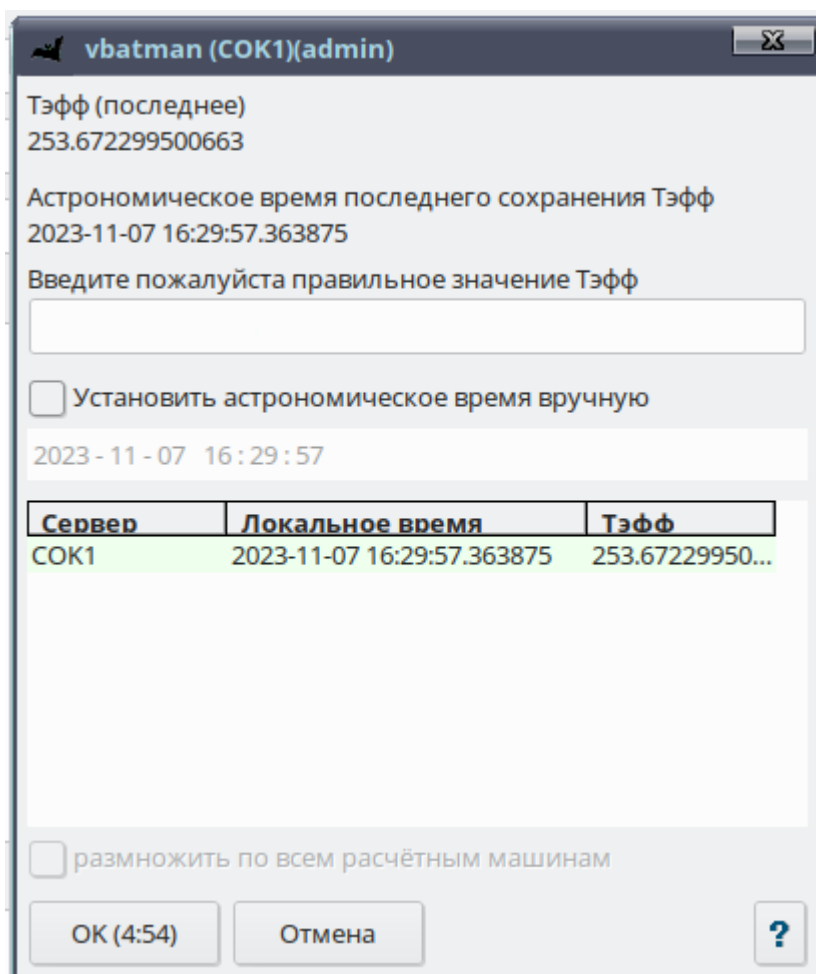 vbatman (COK1)(admin)
Тэфф (последнее)
253.672299500663
Астрономическое время последнего сохранения Тэфф
2023-11-07 16:29:57.363875
Введите пожалуйста правильное значение Тэфф
Установить астрономическое время вручную
2023 - 11 - 07 16 : 29 : 57
Сервер Локальное время Тэфф
COK1 2023-11-07 16:29:57.363875 253.67229950...
размножить по всем расчётным машинам
OK (4:54) Отмена ?